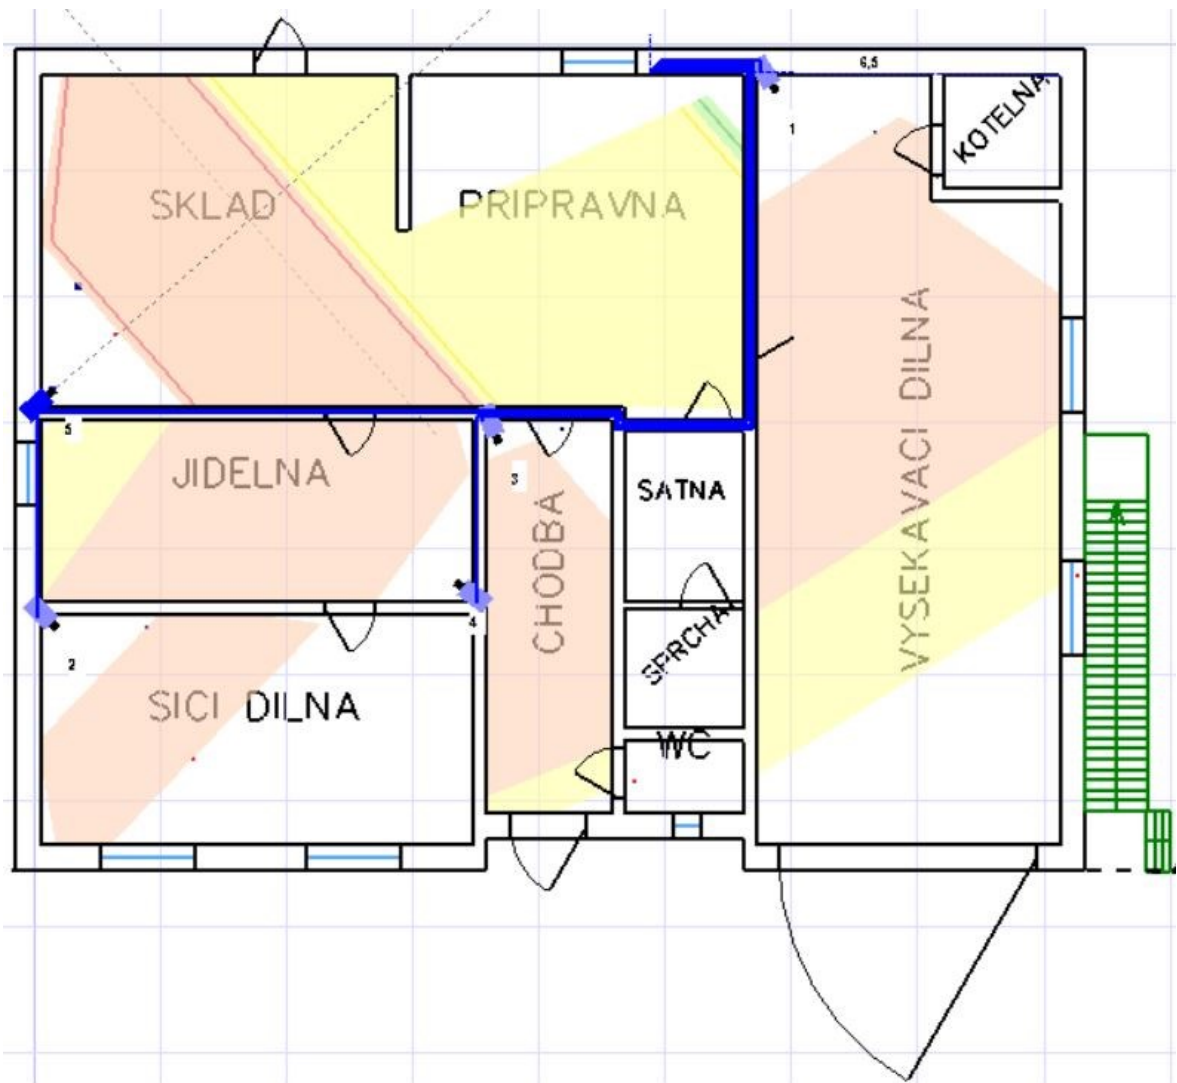 6,5
1
KOTELNA
SKLAD
PRIPRAVNA
5
JIDELNA
3
SATNA
CHODBA
VYSEKAVACI DILNA
4
SPRCHA
2
SICI DILNA
WC